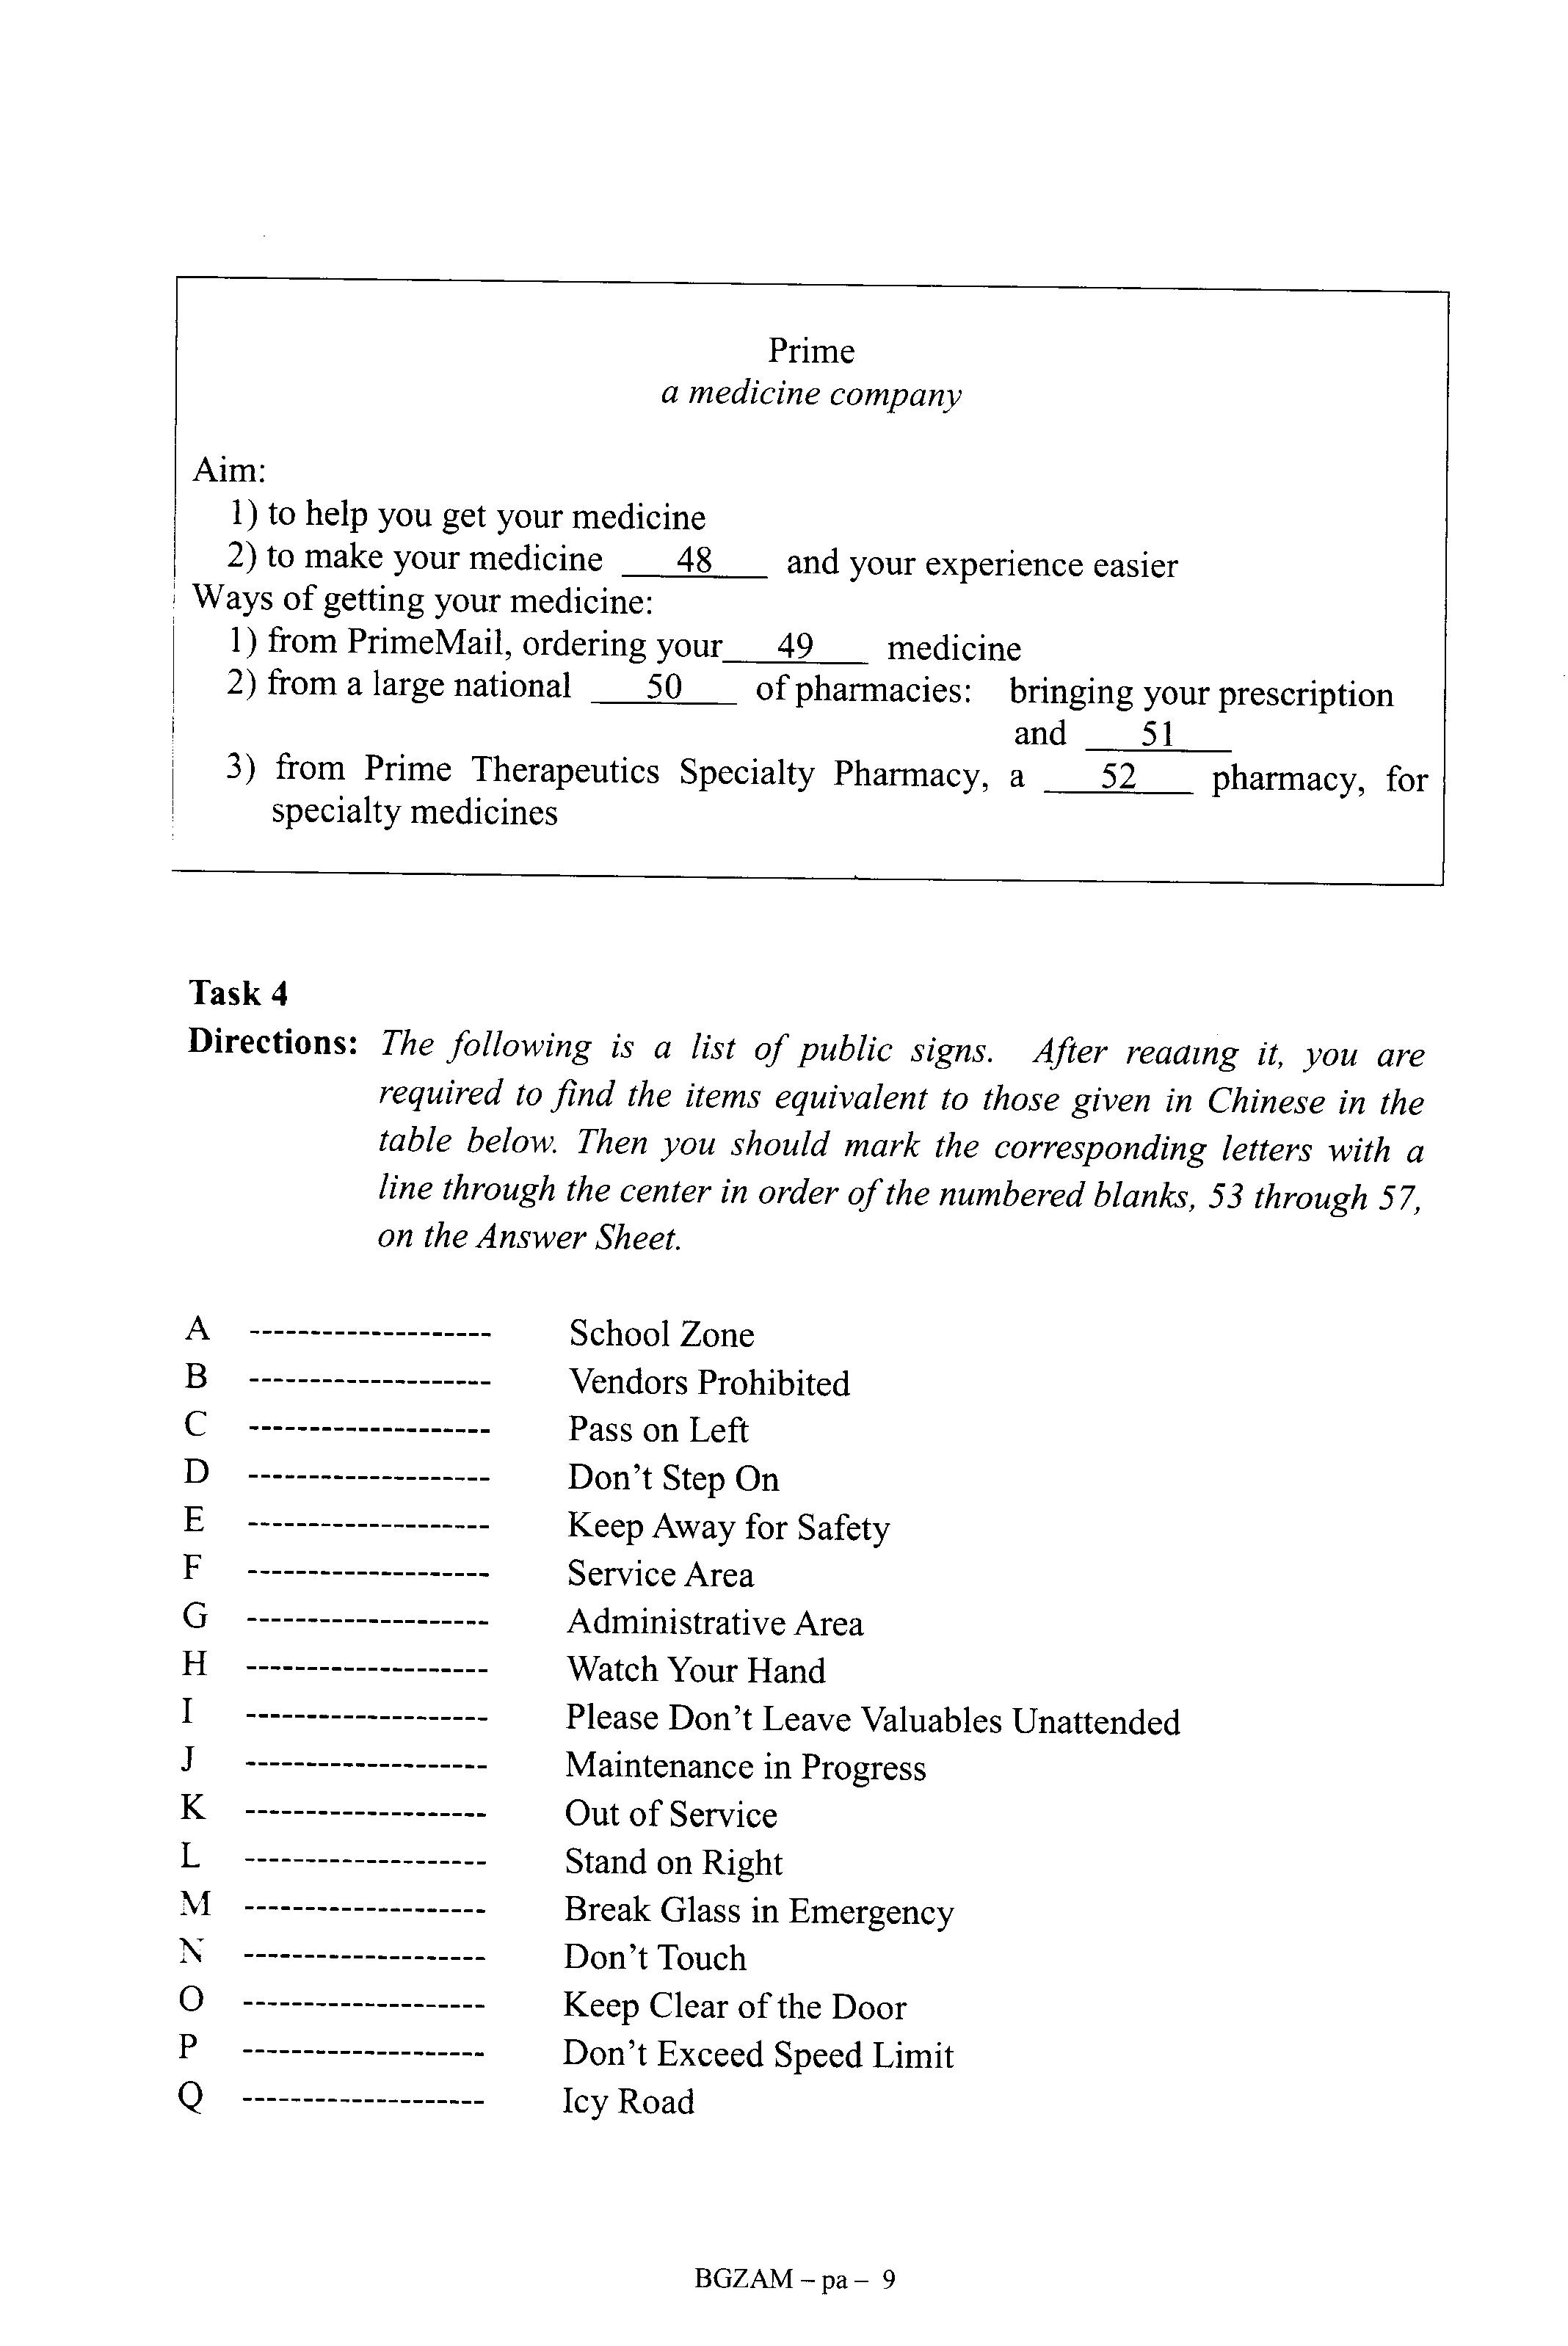 Prime
a medicine company
Aim:
1) to help you get your medicine
2) to make your medicine ___48___ and your experience easier
Ways of getting your medicine:
1) from PrimeMail, ordering your___49___ medicine
2) from a large national ___50___ of pharmacies: bringing your prescription
and ___51___
3) from Prime Therapeutics Specialty Pharmacy, a ___52___ pharmacy, for
specialty medicines
Task 4
Directions: The following is a list of public signs. After reading it, you are
required to find the items equivalent to those given in Chinese in the
table below. Then you should mark the corresponding letters with a
line through the center in order of the numbered blanks, 53 through 57,
on the Answer Sheet.
A -------------------- School Zone
B -------------------- Vendors Prohibited
C -------------------- Pass on Left
D -------------------- Don't Step On
E -------------------- Keep Away for Safety
F -------------------- Service Area
G -------------------- Administrative Area
H -------------------- Watch Your Hand
I -------------------- Please Don't Leave Valuables Unattended
J -------------------- Maintenance in Progress
K -------------------- Out of Service
L -------------------- Stand on Right
M -------------------- Break Glass in Emergency
N -------------------- Don't Touch
O -------------------- Keep Clear of the Door
P -------------------- Don't Exceed Speed Limit
Q -------------------- Icy Road
BGZAM – pa – 9